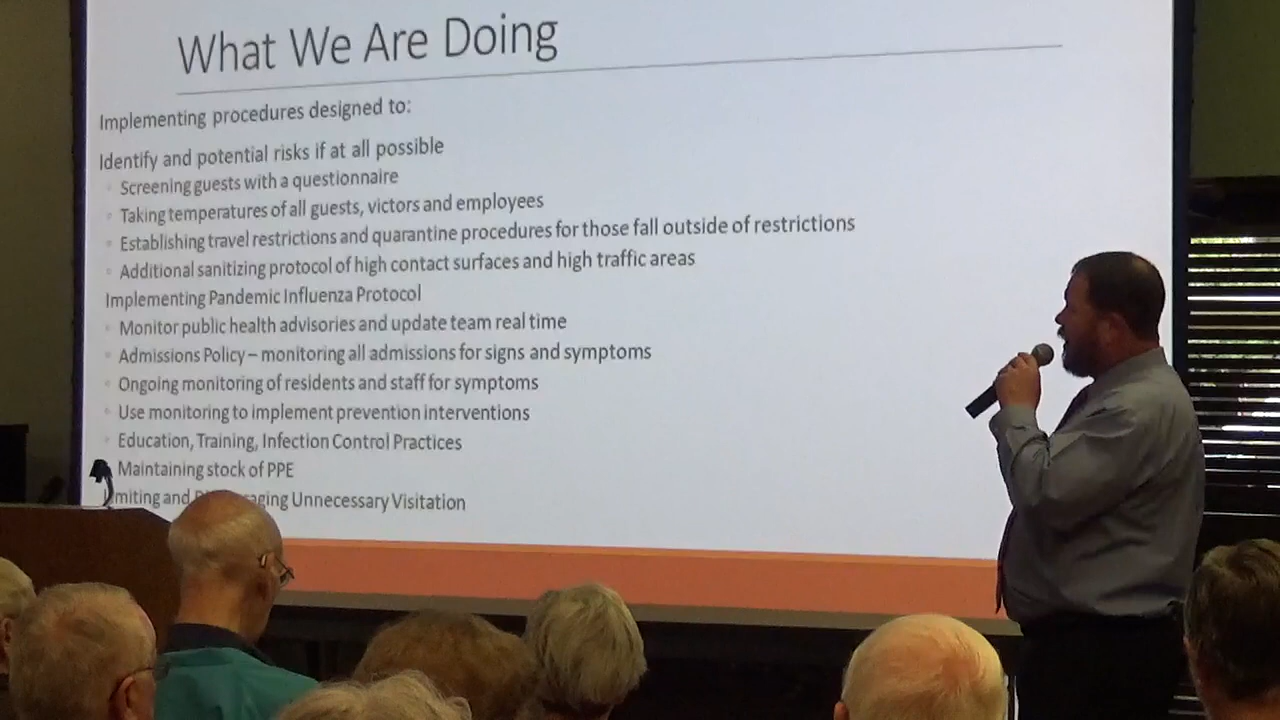 What We Are Doing
Implementing procedures designed to:
Identify and potential risks if at all possible
Screening guests with a questionnaire
Taking temperatures of all guests, victors and employees
Establishing travel restrictions and quarantine procedures for those fall outside of restrictions
Additional sanitizing protocol of high contact surfaces and high traffic areas
Implementing Pandemic Influenza Protocol
Monitor public health advisories and update team real time
Admissions Policy – monitoring all admissions for signs and symptoms
Ongoing monitoring of residents and staff for symptoms
Use monitoring to implement prevention interventions
Education, Training, Infection Control Practices
Maintaining stock of PPE
and Unnecessary Visitation